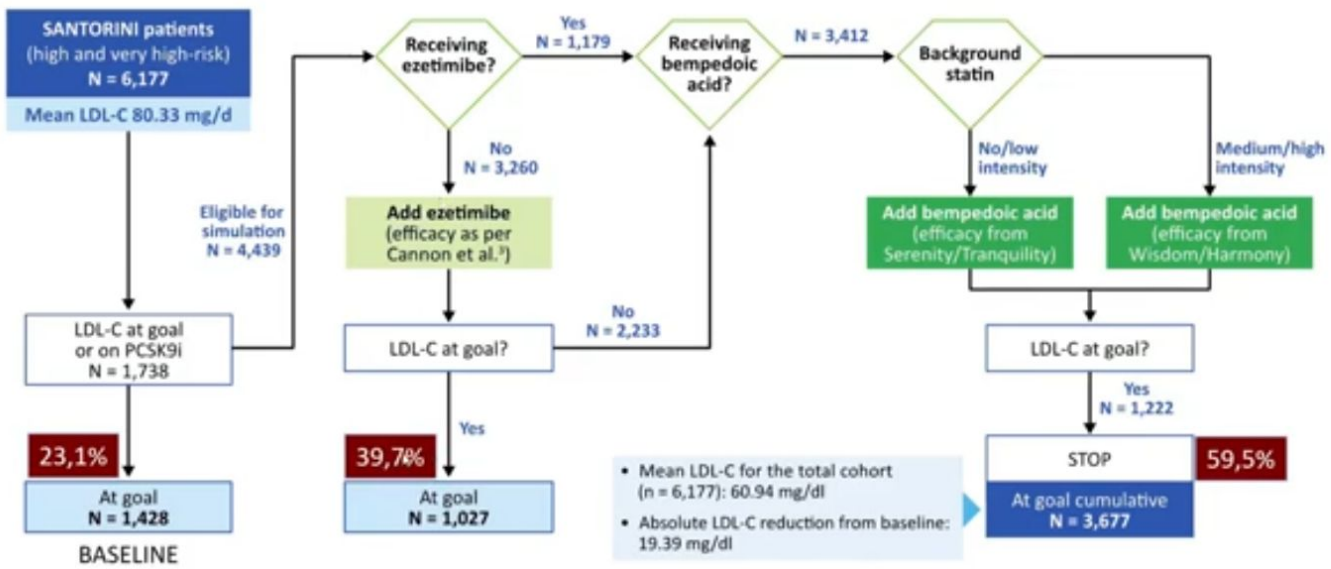 SANTORINI patients
(high and very high-risk)
N = 6,177
Mean LDL-C 80.33 mg/d
Eligible for
simulation
N = 4,439
LDL-C at goal
or on PCSK9i
N = 1,738
23,1%
At goal
N = 1,428
BASELINE
Receiving
ezetimibe?
Yes
N = 1,179
No
N = 3,260
Add ezetimibe
(efficacy as per
Cannon et al.³)
LDL-C at goal?
No
N = 2,233
Yes
39,7%
At goal
N = 1,027
Receiving
bempedoic
acid?
N = 3,412
Background
statin
No/low
intensity
Medium/high
intensity
Add bempedoic acid
(efficacy from
Serenity/Tranquility)
Add bempedoic acid
(efficacy from
Wisdom/Harmony)
LDL-C at goal?
Yes
N = 1,222
STOP
59,5%
At goal cumulative
N = 3,677
• Mean LDL-C for the total cohort
(n = 6,177): 60.94 mg/dl
• Absolute LDL-C reduction from baseline:
19.39 mg/dl